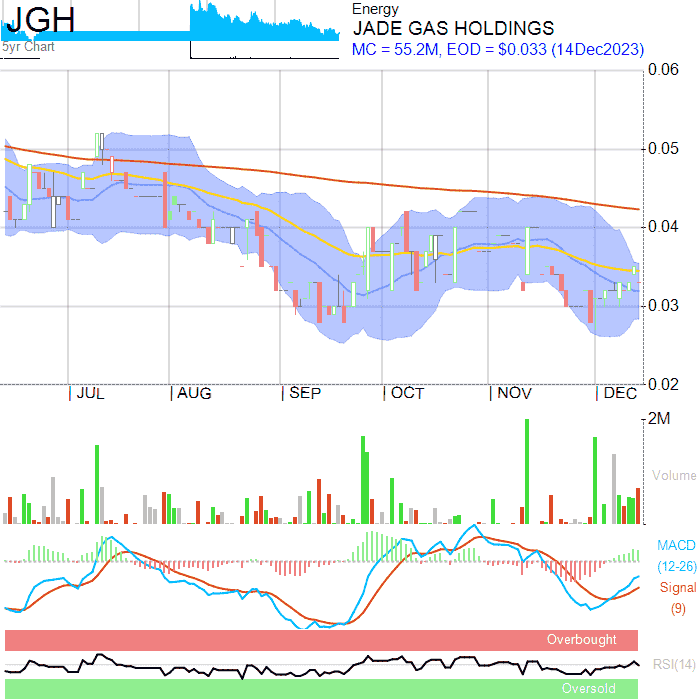 JGH
5yr Chart
Energy
JADE GAS HOLDINGS
MC = 55.2M, EOD = $0.033 (14Dec2023)
0.06
0.05
0.04
0.03
0.02
JUL AUG SEP OCT NOV DEC
2M
Volume
MACD
(12-26)
Signal
(9)
Overbought
RSI(14)
Oversold